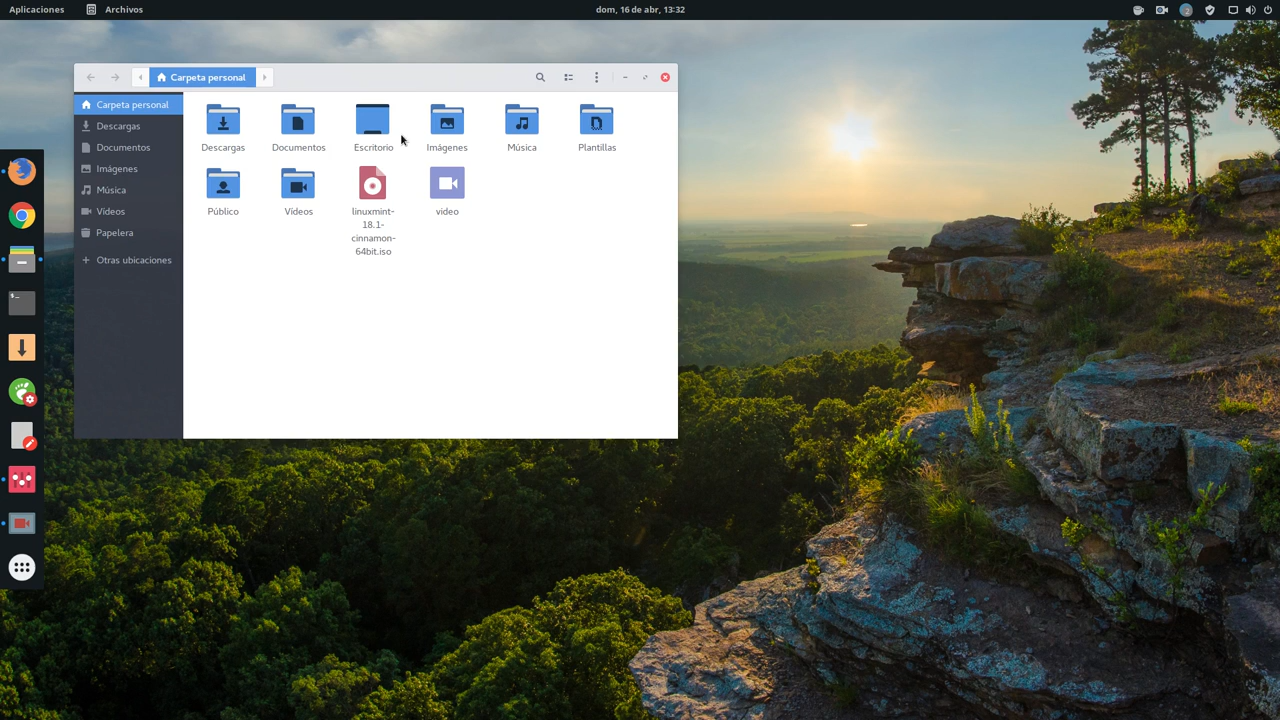 Aplicaciones Archivos dom, 16 de abr, 13:32
Carpeta personal
Carpeta personal
Descargas
Documentos
Imágenes
Música
Vídeos
Papelera
Otras ubicaciones
Descargas Documentos Escritorio Imágenes Música Plantillas
Público Vídeos linuxmint-18.1-cinnamon-64bit.iso video